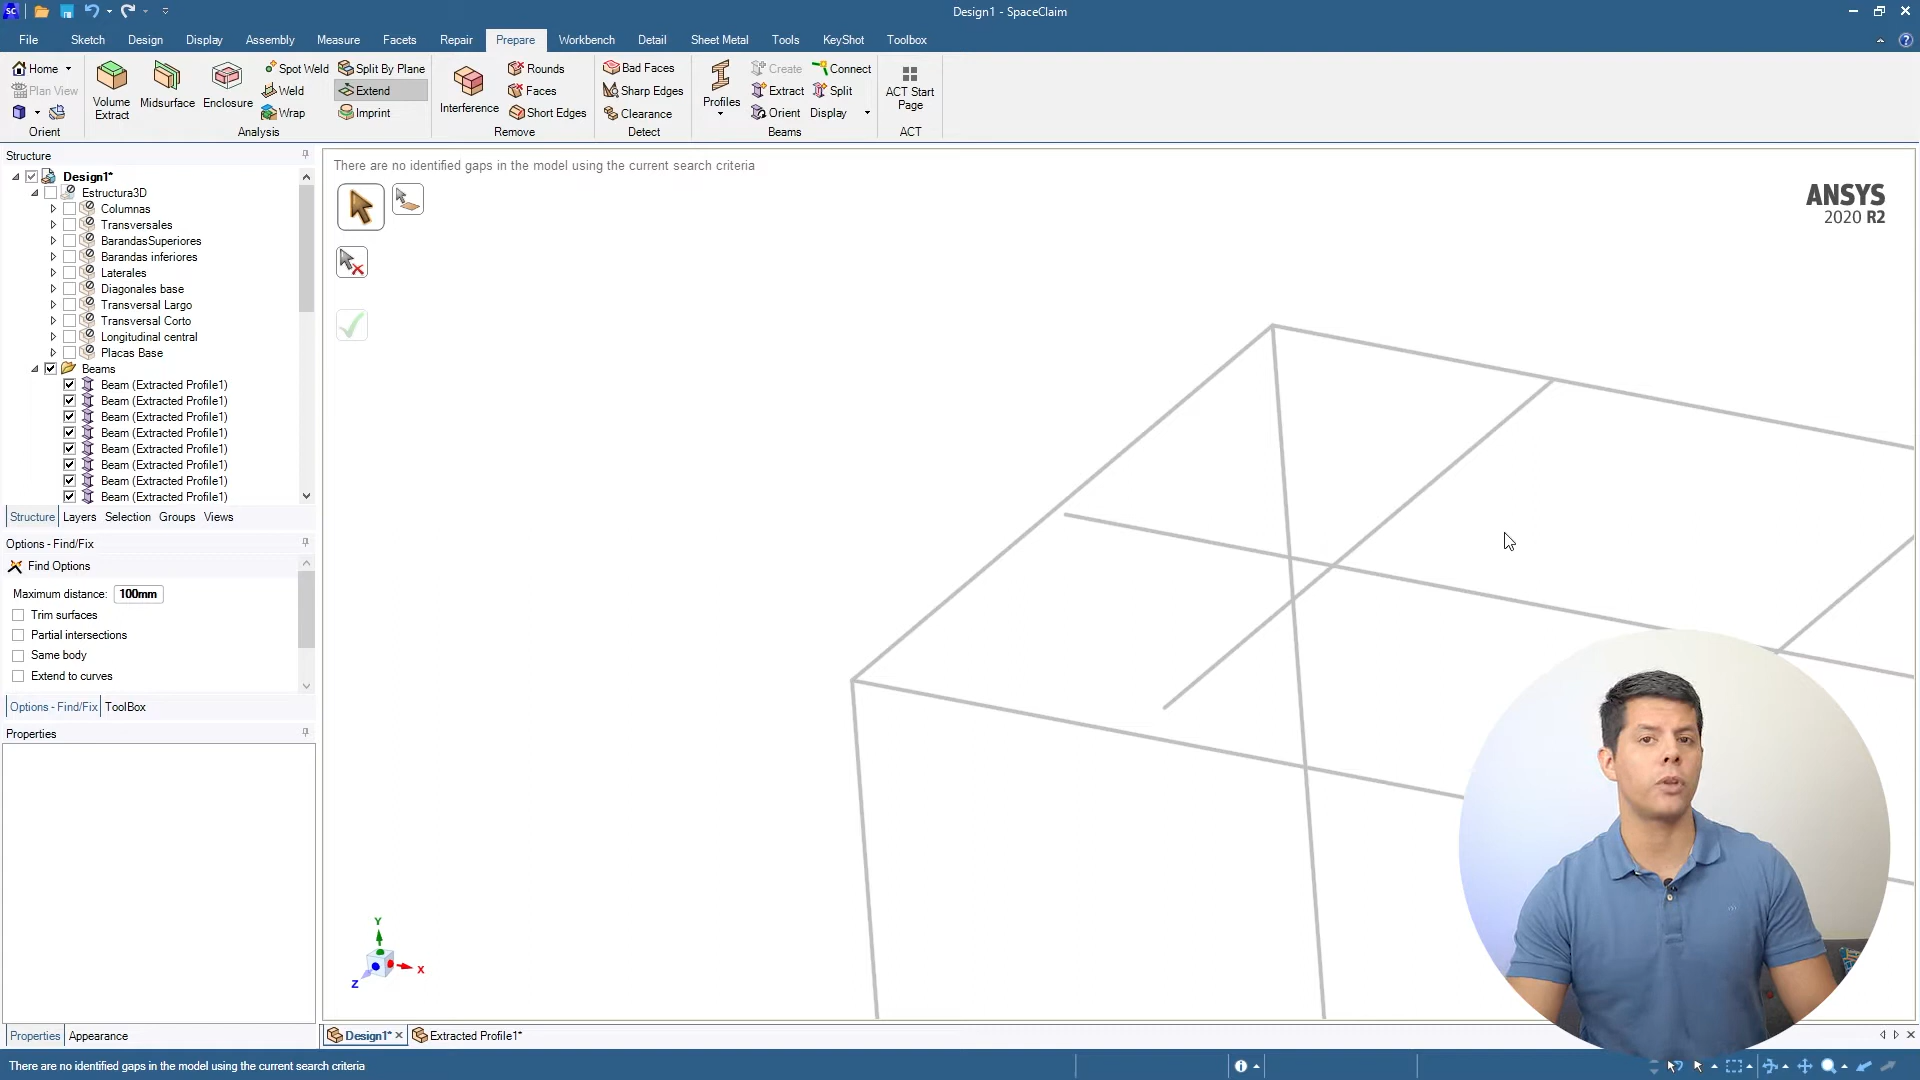 SC
Design1 - SpaceClaim
File Sketch Design Display Assembly Measure Facets Repair Prepare Workbench Detail Sheet Metal Tools KeyShot Toolbox
Home
Plan View
Orient
Volume Extract
Midsurface
Enclosure
Spot Weld
Weld
Wrap
Split By Plane
Extend
Imprint
Analysis
Interference
Rounds
Faces
Short Edges
Remove
Bad Faces
Sharp Edges
Clearance
Detect
Profiles
Create
Extract
Orient
Connect
Split
Display
Beams
ACT Start Page
ACT
Structure
Design1*
Estructura3D
Columnas
Transversales
BarandasSuperiores
Barandas inferiores
Laterales
Diagonales base
Transversal Largo
Transversal Corto
Longitudinal central
Placas Base
Beams
Beam (Extracted Profile1)
Beam (Extracted Profile1)
Beam (Extracted Profile1)
Beam (Extracted Profile1)
Beam (Extracted Profile1)
Beam (Extracted Profile1)
Beam (Extracted Profile1)
Beam (Extracted Profile1)
Structure Layers Selection Groups Views
Options - Find/Fix
Find Options
Maximum distance: 100mm
Trim surfaces
Partial intersections
Same body
Extend to curves
Options - Find/Fix ToolBox
Properties
Properties Appearance
There are no identified gaps in the model using the current search criteria
ANSYS
2020 R2
Y
X
Z
Design1* Extracted Profile1*
There are no identified gaps in the model using the current search criteria